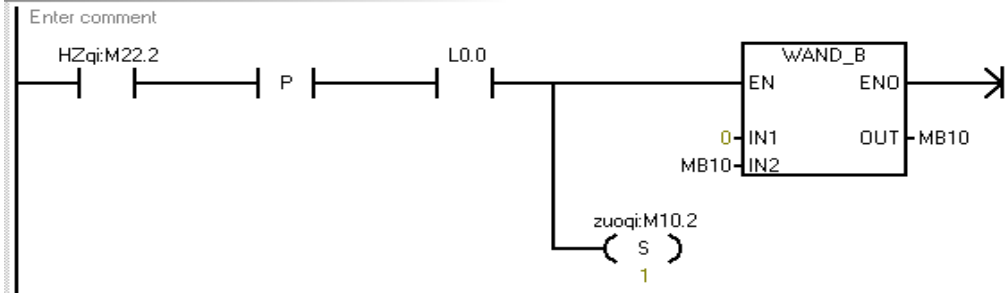 Enter comment
HZqi:M22.2
P
L0.0
WAND_B
EN ENO
0 IN1 OUT MB10
MB10 IN2
zuoqi:M10.2
S
1